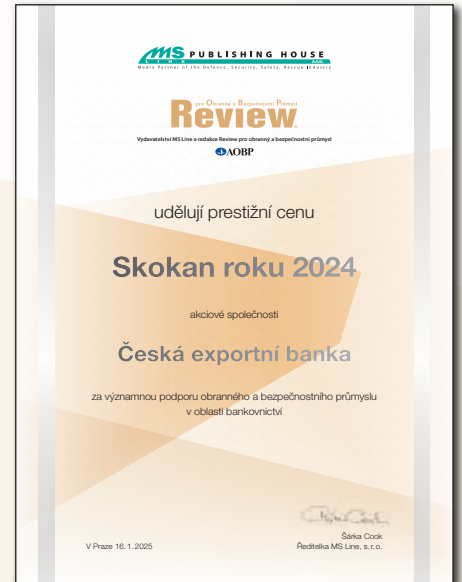 MS PUBLISHING HOUSE
LINE s.r.o.
Media Partner of the Defence, Security, Safety, Rescue Industry
pro Obranný a Bezpečnostní Průmysl
Review
Vydavatelství MS Line a redakce Review pro obranný a bezpečnostní průmysl
AOBP
udělují prestižní cenu
Skokan roku 2024
akciové společnosti
Česká exportní banka
za významnou podporu obranného a bezpečnostního průmyslu
v oblasti bankovnictví
Šárka Cook
V Praze 16. 1. 2025
Ředitelka MS Line, s. r. o.